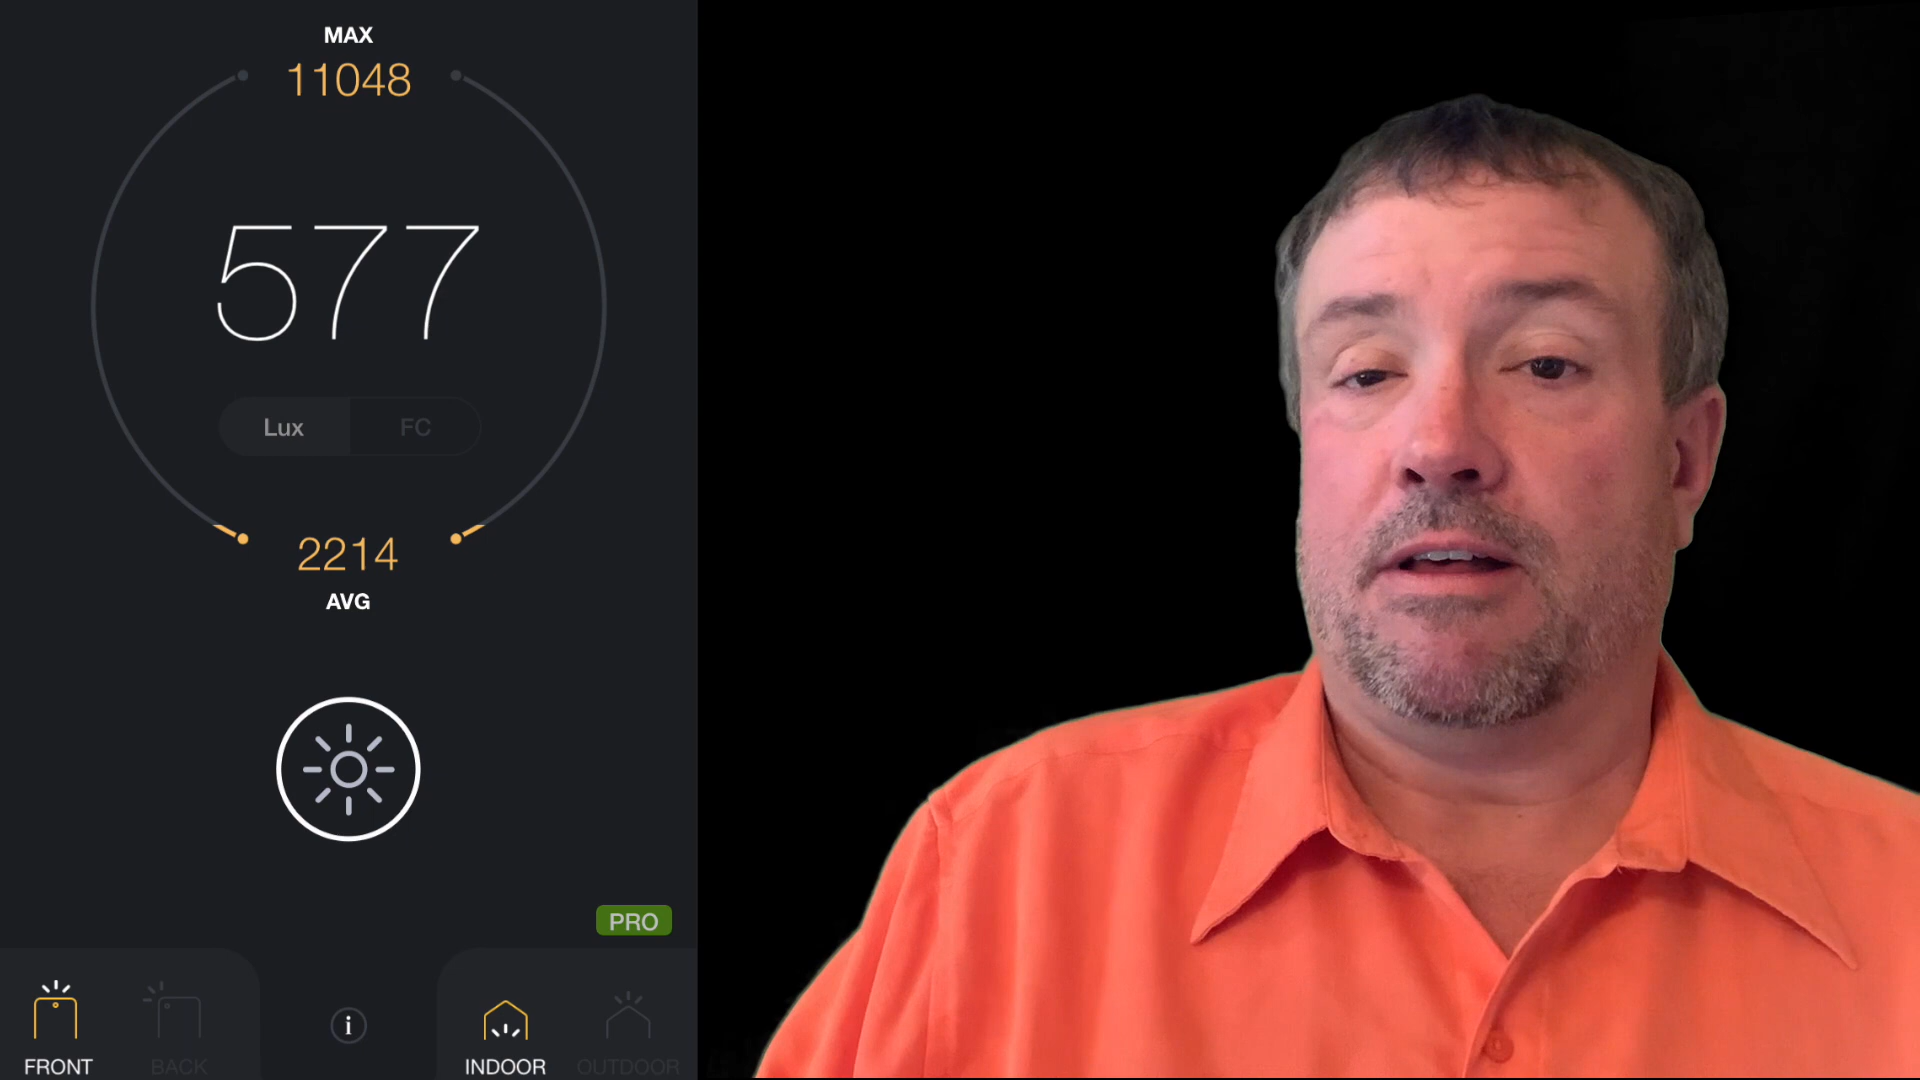 MAX
11048
577
Lux FC
2214
AVG
PRO
i
FRONT BACK INDOOR OUTDOOR